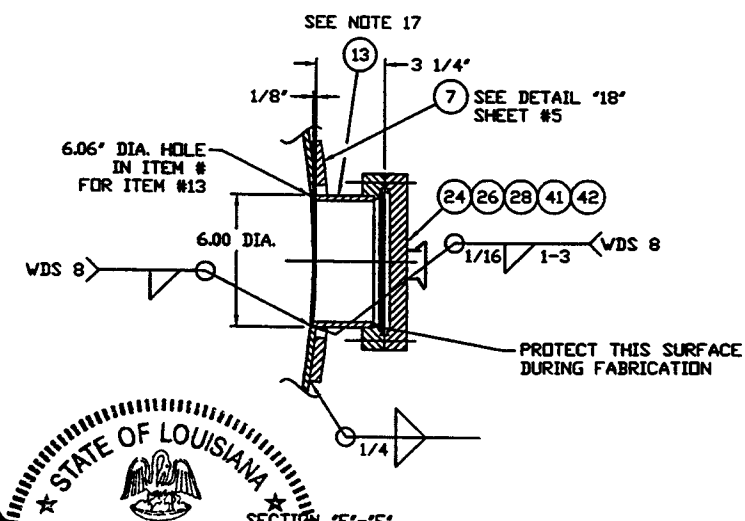 SEE NOTE 17
13
3 1/4"
1/8"
7 SEE DETAIL "18"
SHEET #5
6.06" DIA. HOLE
IN ITEM #
FOR ITEM #13
24 26 28 41 42
6.00 DIA.
WDS 8
1/16 1-3 WDS 8
PROTECT THIS SURFACE
DURING FABRICATION
1/4
STATE OF LOUISIANA
SECTION "F"-"F"